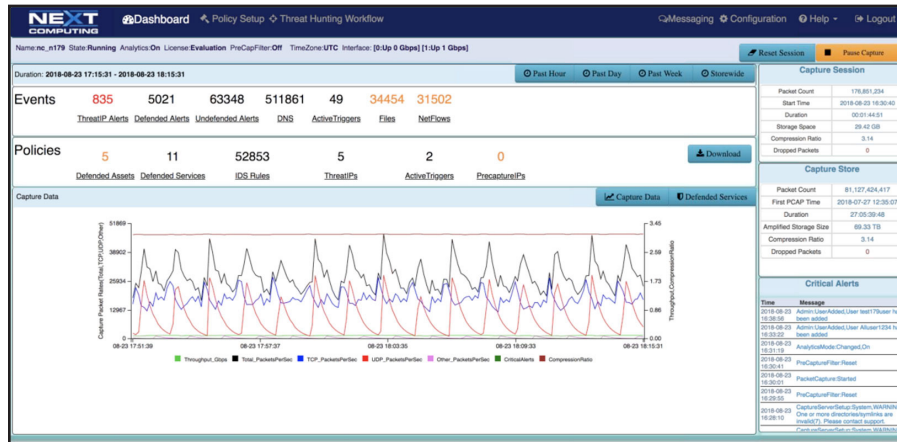 NEXT COMPUTING
Dashboard Policy Setup Threat Hunting Workflow Messaging Configuration Help Logout
Name:nc_n179 State:Running Analytics:On License:Evaluation PreCapFilter:Off TimeZone:UTC Interface: [0:Up 0 Gbps] [1:Up 1 Gbps]
Reset Session Pause Capture
Duration: 2018-08-23 17:15:31 - 2018-08-23 18:15:31 Past Hour Past Day Past Week Storewide
Events
835 5021 63348 511861 49 34454 31502
ThreatIP Alerts Defended Alerts Undefended Alerts DNS ActiveTriggers Files NetFlows
Policies
5 11 52853 5 2 0
Download
Defended Assets Defended Services IDS Rules ThreatIPs ActiveTriggers PrecaptureIPs
Capture Data
Capture Data Defended Services
Capture Packet Rates(Total,TCP,UDP,Other)
51869
38902
25934
12967
0
3.45
2.59
1.73
0.86
0.00
Throughput,CompressionRatio
08-23 17:51:39 08-23 17:57:37 08-23 18:03:35 08-23 18:09:33 08-23 18:15:31
Throughput_Gbps Total_PacketsPerSec TCP_PacketsPerSec UDP_PacketsPerSec Other_PacketsPerSec CriticalAlerts CompressionRatio
Capture Session
Packet Count 176,851,234
Start Time 2018-08-23 16:30:40
Duration 00:01:44:51
Storage Space 29.42 GB
Compression Ratio 3.14
Dropped Packets 0
Capture Store
Packet Count 81,127,424,417
First PCAP Time 2018-07-27 12:35:07
Duration 27:05:39:48
Amplified Storage Size 69.33 TB
Compression Ratio 3.14
Dropped Packets 0
Critical Alerts
Time Message
2018-08-23 16:38:58 Admin:UserAdded,User test179user ha
been added
2018-08-23 16:33:22 Admin:UserAdded,User Alluser1234 ha
been added
2018-08-23 16:31:19 AnalyticsMode:Changed,On
2018-08-23 16:30:41 PreCaptureFilter:Reset
2018-08-23 16:30:01 PacketCapture:Started
2018-08-23 16:28:55 PreCaptureFilter:Reset
2018-08-23 16:28:10 CaptureServerSetup:System,WARNIN
One or more directories/symlinks are
invalid(7). Please contact support.
CaptureServerSetup:System,WARNIN